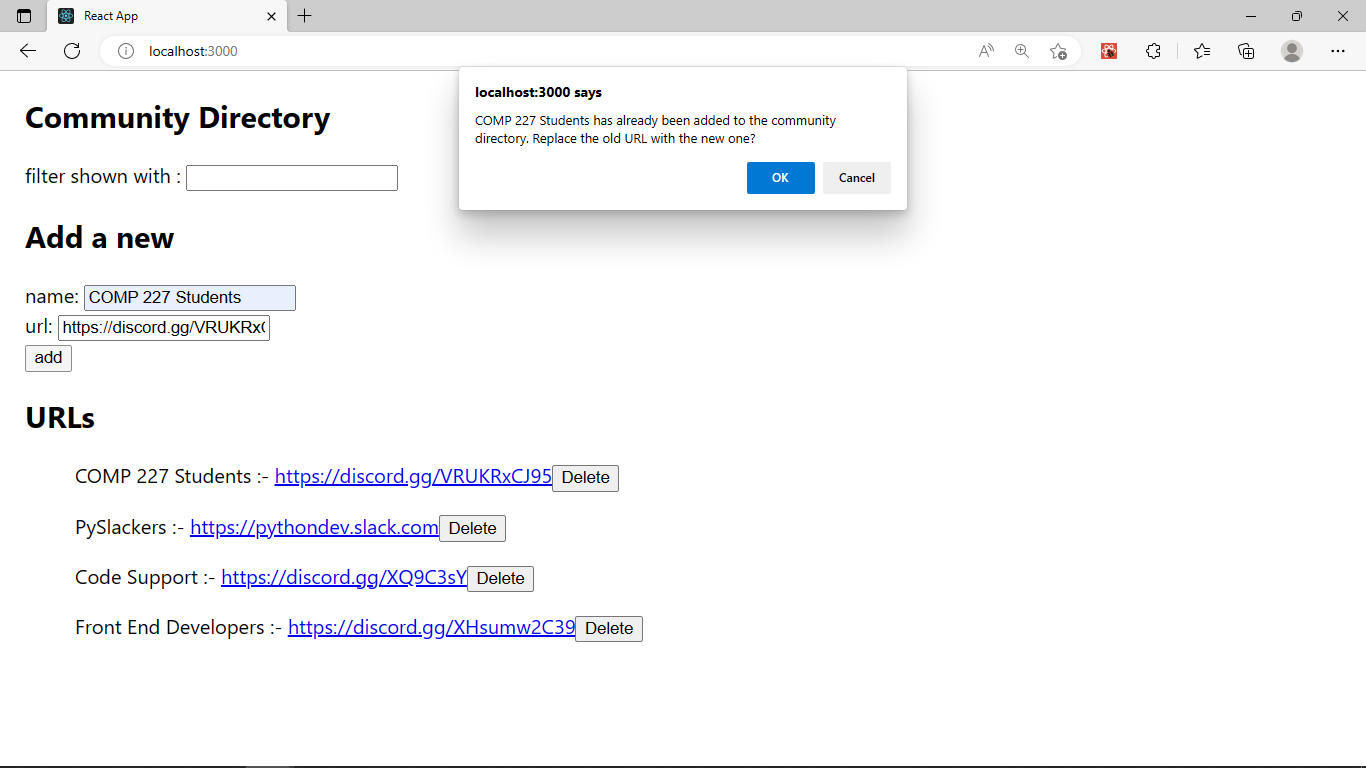 React App
localhost:3000
localhost:3000 says
COMP 227 Students has already been added to the community
directory. Replace the old URL with the new one?
OK Cancel
Community Directory
filter shown with :
Add a new
name: COMP 227 Students
url: https://discord.gg/VRUKRx
add
URLs
COMP 227 Students :- https://discord.gg/VRUKRxCJ95 Delete
PySlackers :- https://pythondev.slack.com Delete
Code Support :- https://discord.gg/XQ9C3sY Delete
Front End Developers :- https://discord.gg/XHsumw2C39 Delete